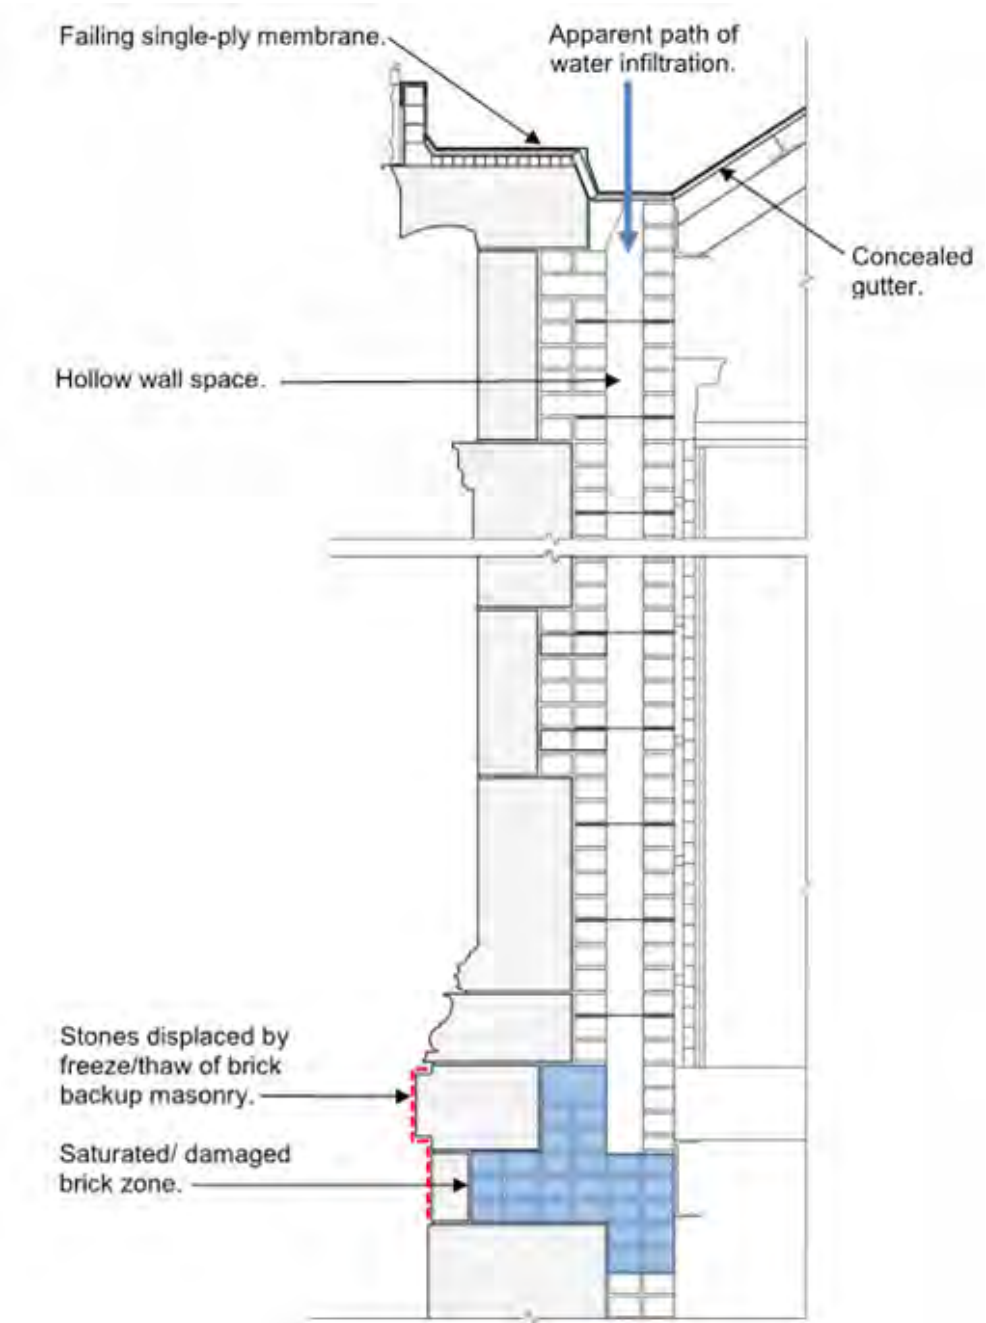 Failing single-ply membrane.
Apparent path of
water infiltration.
Concealed
gutter.
Hollow wall space.
Stones displaced by
freeze/thaw of brick
backup masonry.
Saturated/ damaged
brick zone.